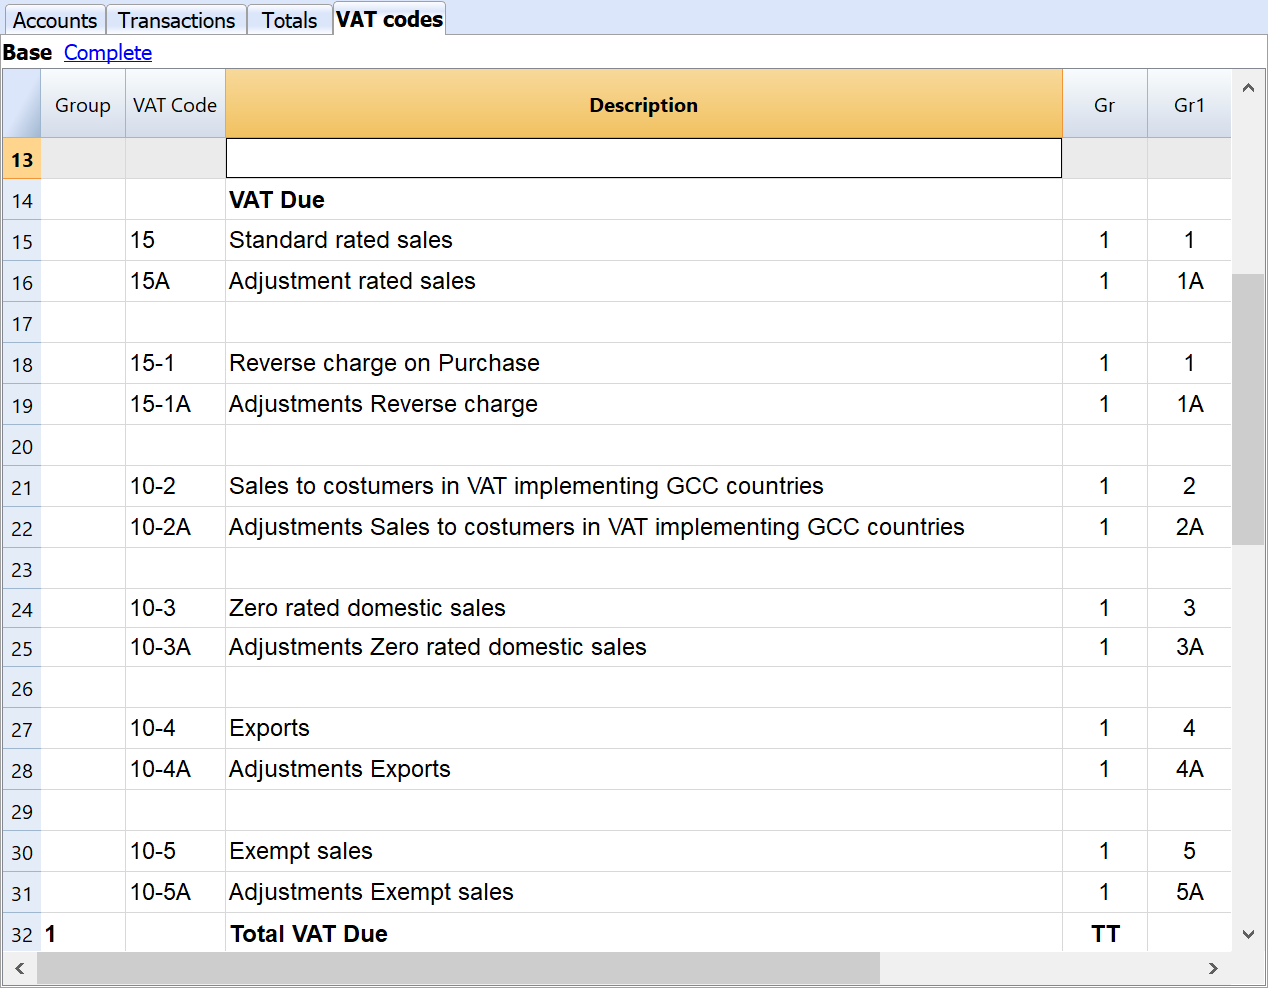 Accounts Transactions Totals VAT codes
Base Complete
Group VAT Code Description Gr Gr1
13
14 VAT Due
15 15 Standard rated sales 1 1
16 15A Adjustment rated sales 1 1A
17
18 15-1 Reverse charge on Purchase 1 1
19 15-1A Adjustments Reverse charge 1 1A
20
21 10-2 Sales to costumers in VAT implementing GCC countries 1 2
22 10-2A Adjustments Sales to costumers in VAT implementing GCC countries 1 2A
23
24 10-3 Zero rated domestic sales 1 3
25 10-3A Adjustments Zero rated domestic sales 1 3A
26
27 10-4 Exports 1 4
28 10-4A Adjustments Exports 1 4A
29
30 10-5 Exempt sales 1 5
31 10-5A Adjustments Exempt sales 1 5A
32 1 Total VAT Due TT